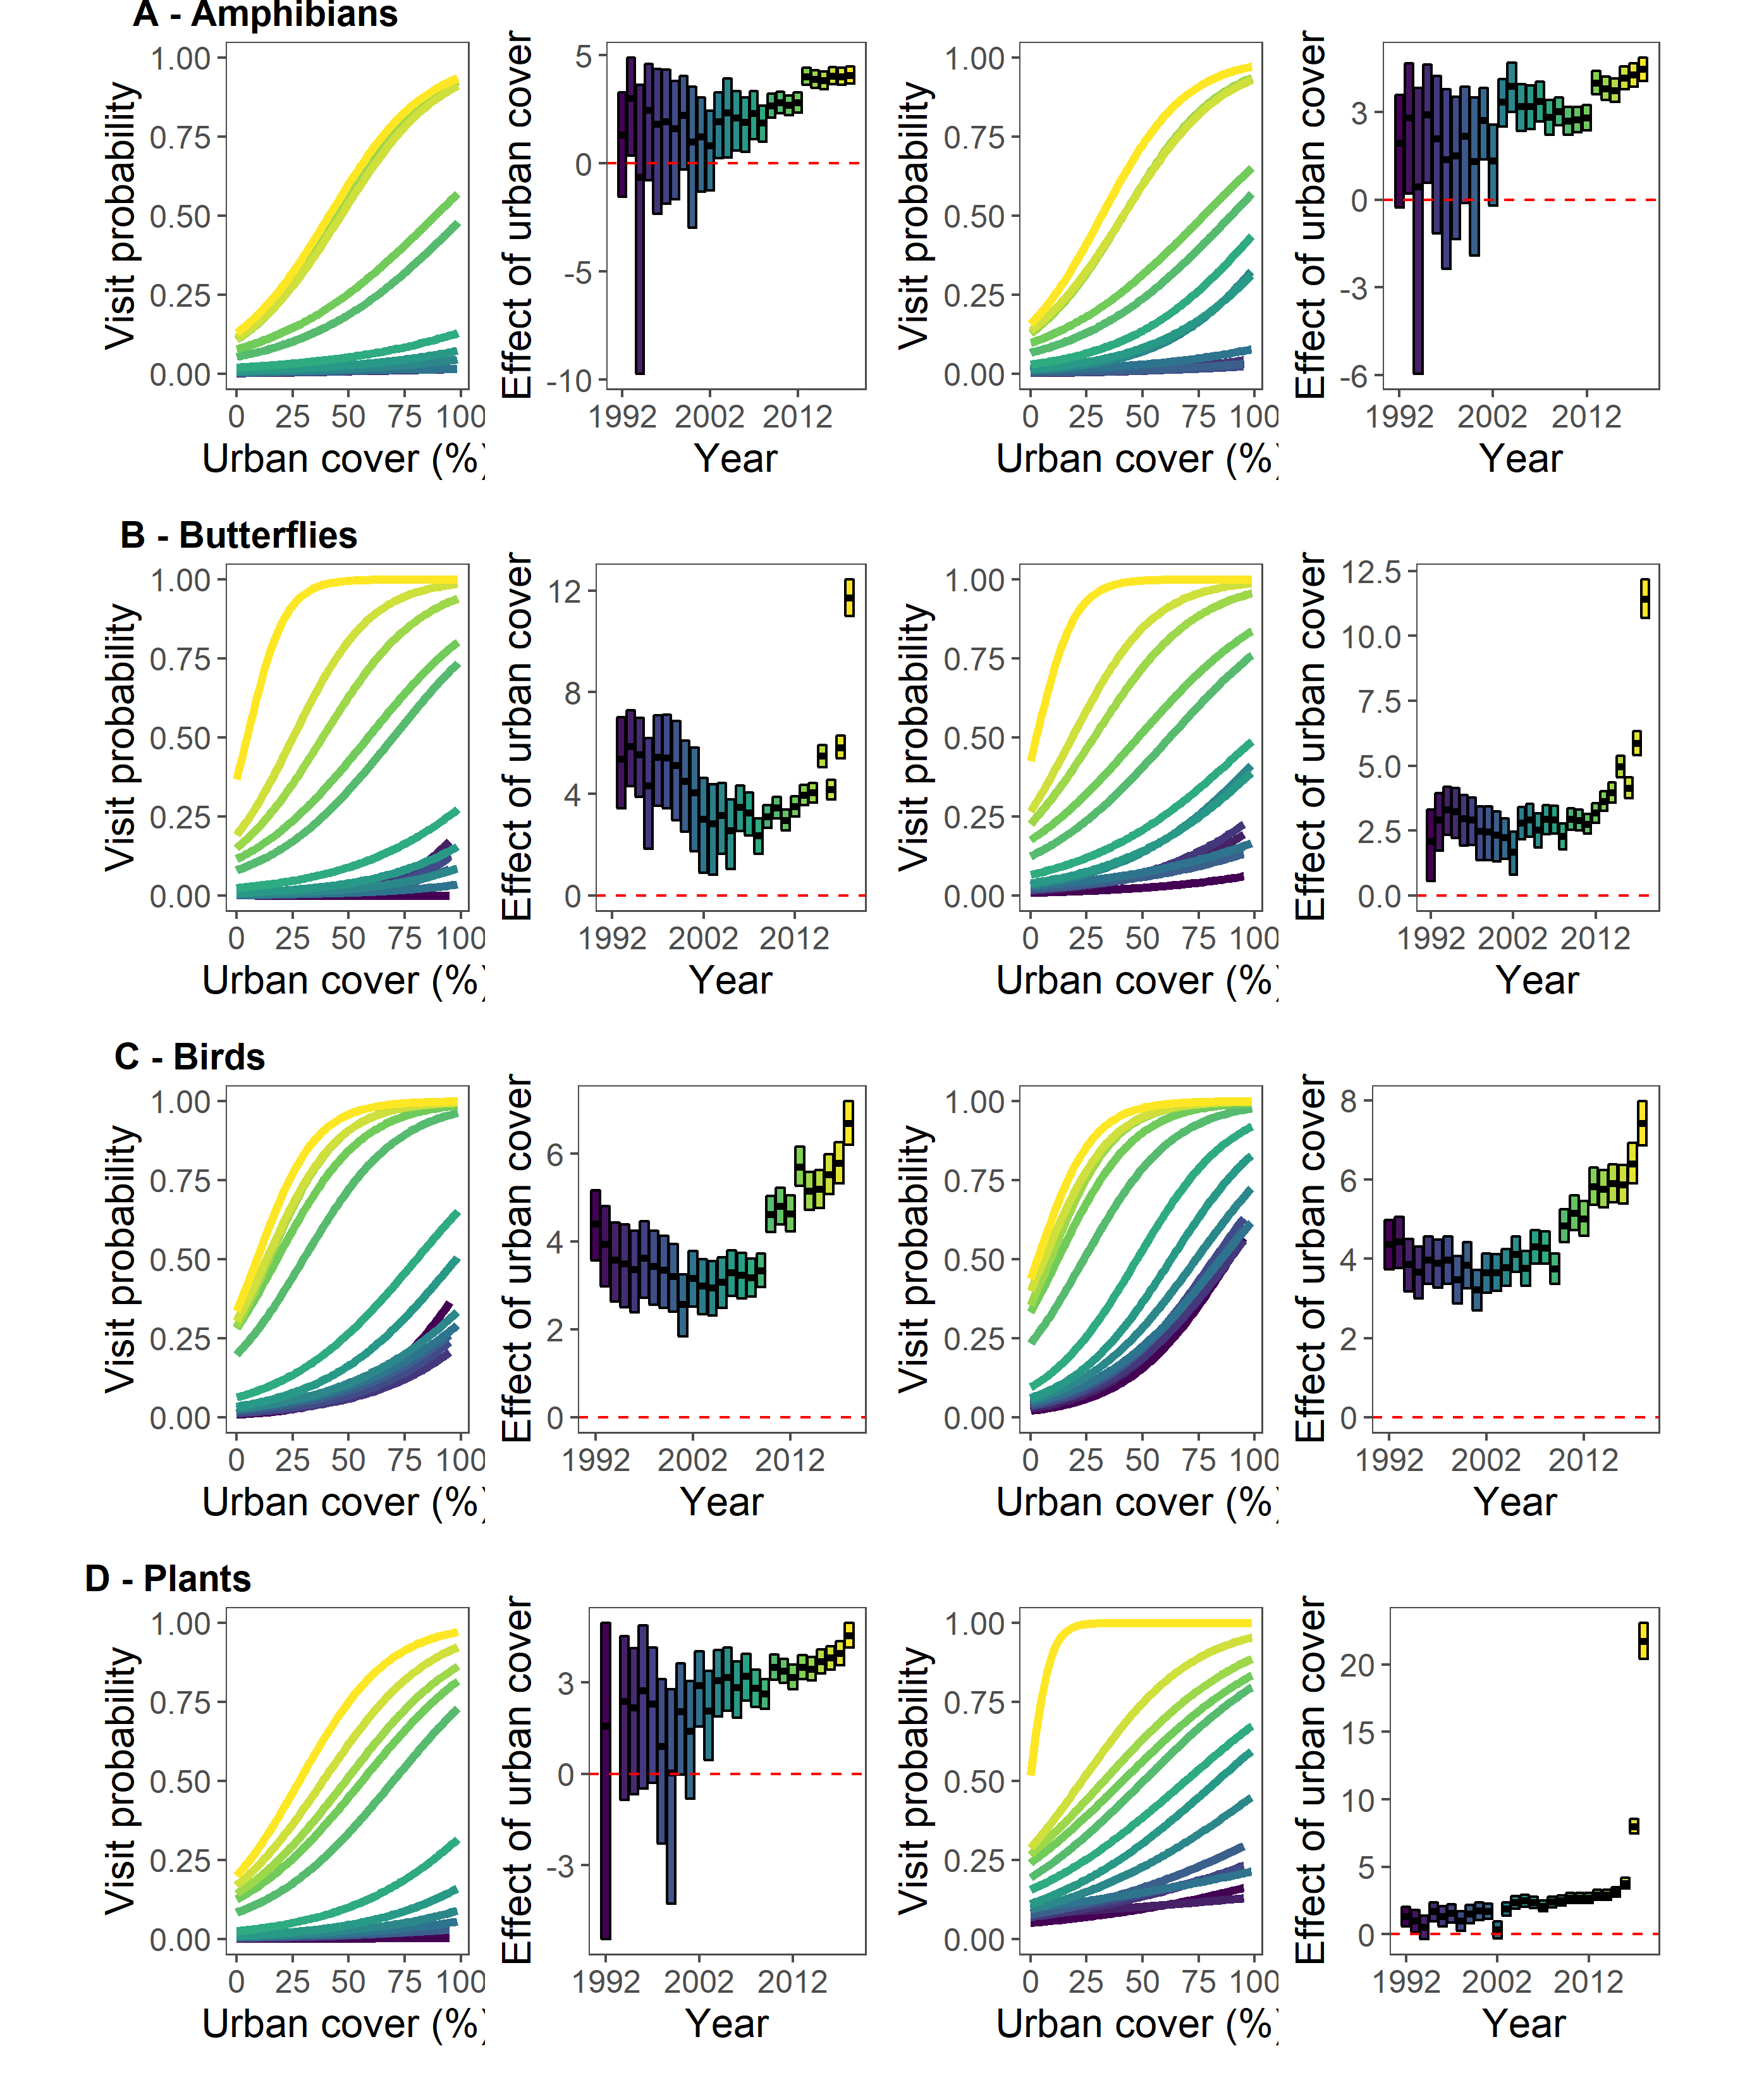 A - Amphibians
Visit probability
1.00
0.75
0.50
0.25
0.00
0 25 50 75 100
Urban cover (%)
Effect of urban cover
5
0
-5
-10
1992 2002 2012
Year
Visit probability
1.00
0.75
0.50
0.25
0.00
0 25 50 75 100
Urban cover (%)
Effect of urban cover
3
0
-3
-6
1992 2002 2012
Year
B - Butterflies
Visit probability
1.00
0.75
0.50
0.25
0.00
0 25 50 75 100
Urban cover (%)
Effect of urban cover
12
8
4
0
1992 2002 2012
Year
Visit probability
1.00
0.75
0.50
0.25
0.00
0 25 50 75 100
Urban cover (%)
Effect of urban cover
12.5
10.0
7.5
5.0
2.5
0.0
1992 2002 2012
Year
C - Birds
Visit probability
1.00
0.75
0.50
0.25
0.00
0 25 50 75 100
Urban cover (%)
Effect of urban cover
6
4
2
0
1992 2002 2012
Year
Visit probability
1.00
0.75
0.50
0.25
0.00
0 25 50 75 100
Urban cover (%)
Effect of urban cover
8
6
4
2
0
1992 2002 2012
Year
D - Plants
Visit probability
1.00
0.75
0.50
0.25
0.00
0 25 50 75 100
Urban cover (%)
Effect of urban cover
3
0
-3
1992 2002 2012
Year
Visit probability
1.00
0.75
0.50
0.25
0.00
0 25 50 75 100
Urban cover (%)
Effect of urban cover
20
15
10
5
0
1992 2002 2012
Year